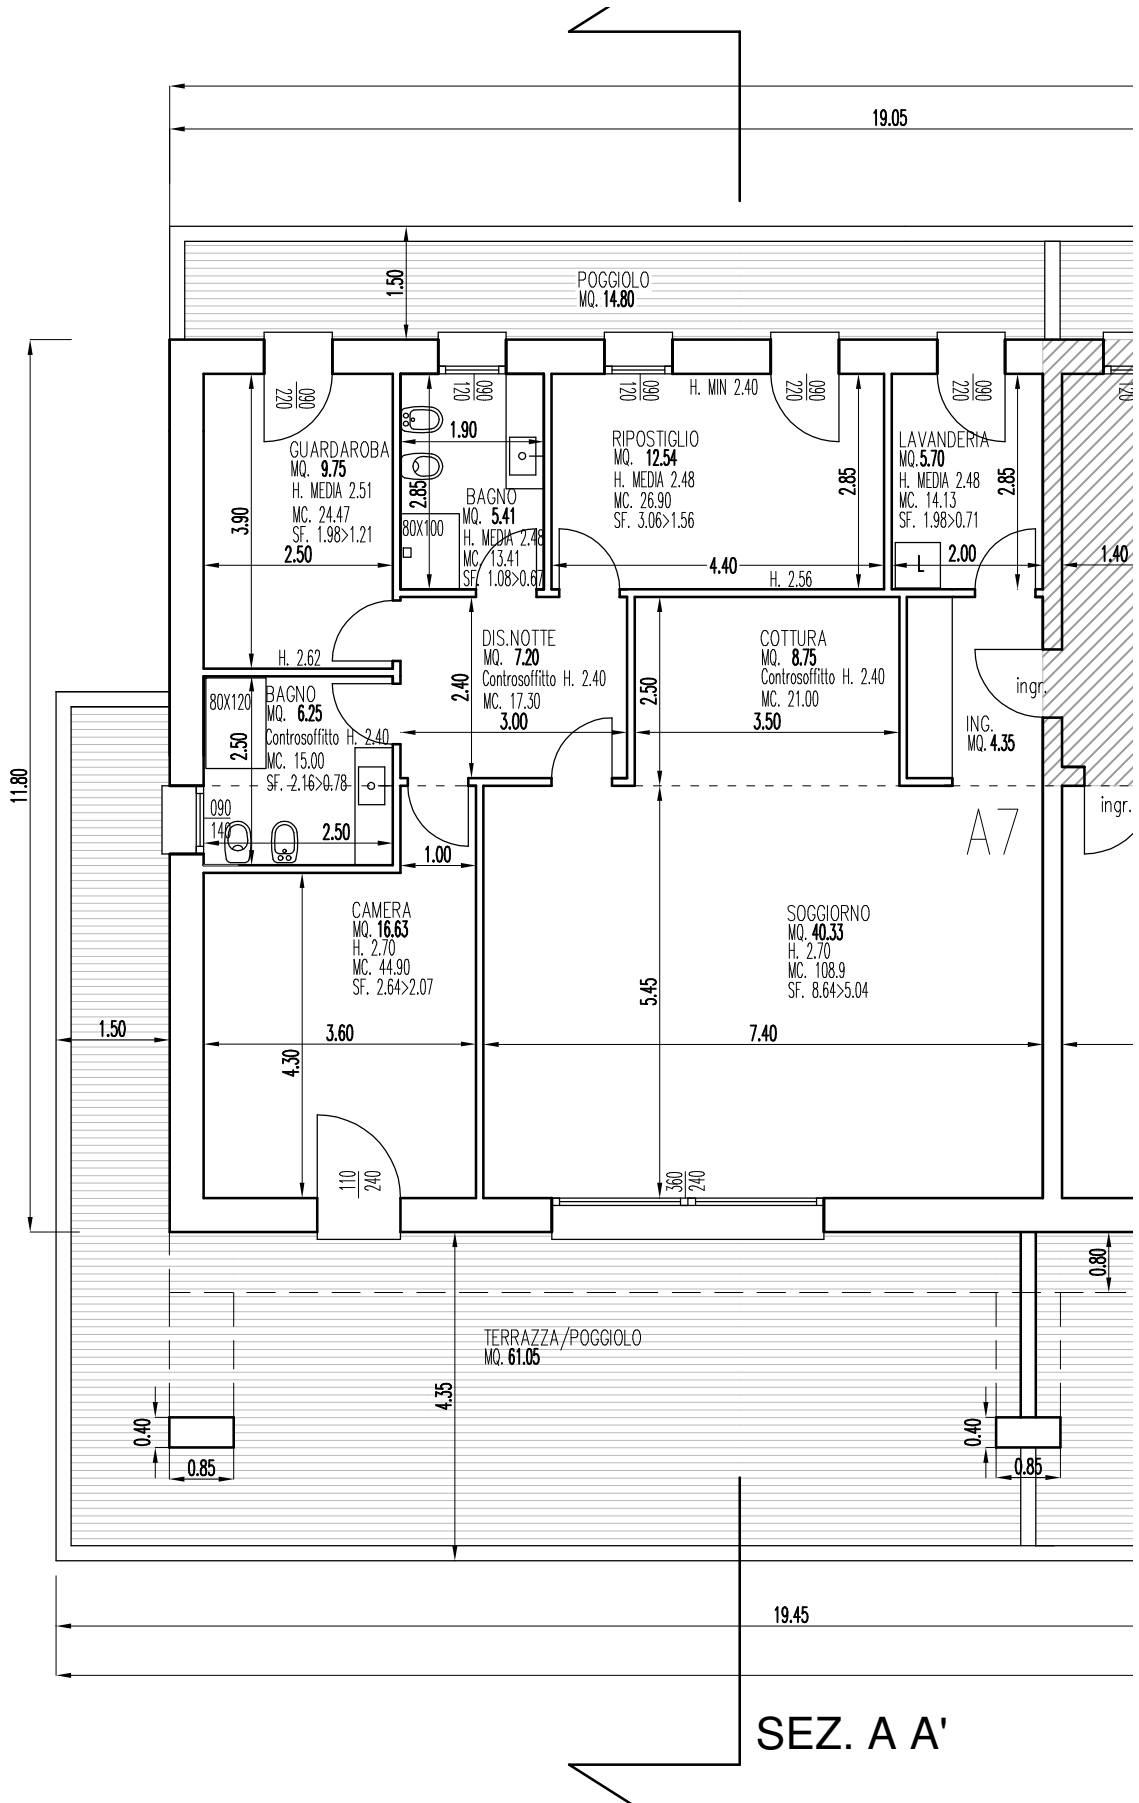 19.05
1.50
POGGIOLO
MQ. 14.80
090
220
090
120
090
120
H. MIN 2.40
090
220
090
220
120
GUARDAROBA
MQ. 9.75
H. MEDIA 2.51
MC. 24.47
SF. 1.98>1.21
3.90
2.50
H. 2.62
1.90
2.85
BAGNO
MQ. 5.41
H. MEDIA 2.48
MC. 13.41
SF. 1.08>0.67
80X100
RIPOSTIGLIO
MQ. 12.54
H. MEDIA 2.48
MC. 26.90
SF. 3.06>1.56
2.85
4.40
H. 2.56
LAVANDERIA
MQ. 5.70
H. MEDIA 2.48
MC. 14.13
SF. 1.98>0.71
2.85
L
2.00
1.40
DIS.NOTTE
MQ. 7.20
Controsoffitto H. 2.40
MC. 17.30
2.40
3.00
COTTURA
MQ. 8.75
Controsoffitto H. 2.40
MC. 21.00
2.50
3.50
ingr.
ING.
MQ. 4.35
80X120
BAGNO
MQ. 6.25
Controsoffitto H. 2.40
MC. 15.00
SF. 2.16>0.78
2.50
2.50
090
140
11.80
1.00
A7
ingr.
CAMERA
MQ. 16.63
H. 2.70
MC. 44.90
SF. 2.64>2.07
SOGGIORNO
MQ. 40.33
H. 2.70
MC. 108.9
SF. 8.64>5.04
5.45
1.50
3.60
7.40
4.30
110
240
360
240
0.80
TERRAZZA/POGGIOLO
MQ. 61.05
4.35
0.40
0.85
0.40
0.85
19.45
SEZ. A A'